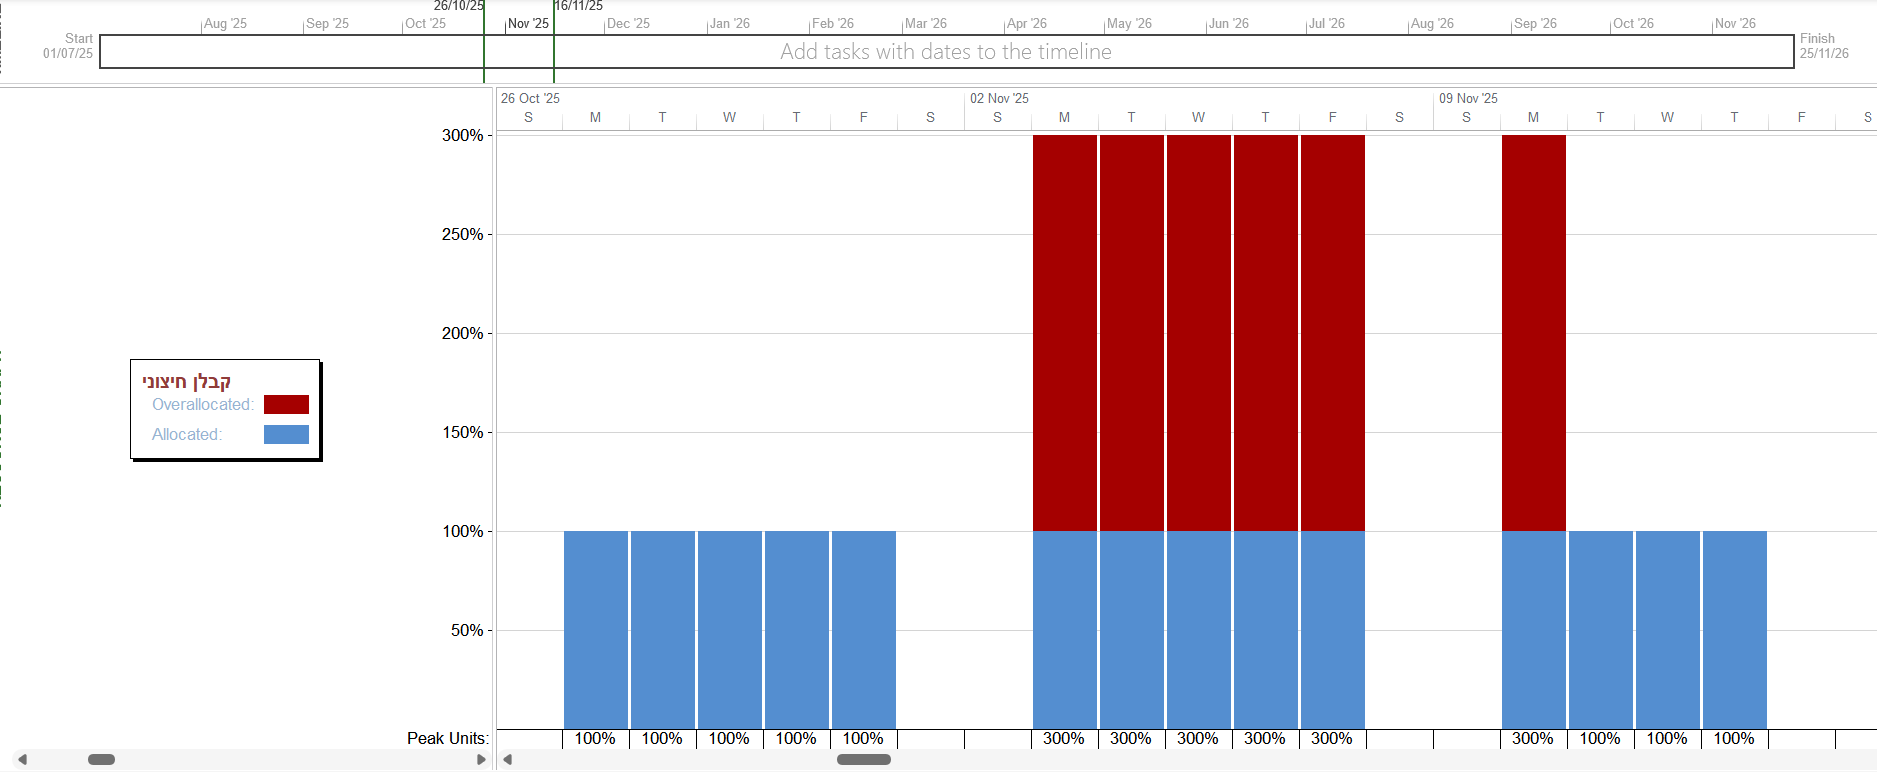 26/10/25 16/11/25
Aug '25 Sep '25 Oct '25 Nov '25 Dec '25 Jan '26 Feb '26 Mar '26 Apr '26 May '26 Jun '26 Jul '26 Aug '26 Sep '26 Oct '26 Nov '26
Start
01/07/25
Add tasks with dates to the timeline
Finish
25/11/26
26 Oct '25 02 Nov '25 09 Nov '25
S M T W T F S S M T W T F S S M T W T F S
300%
250%
200%
150%
100%
50%
קבלן חיצוני
Overallocated:
Allocated:
Peak Units: 100% 100% 100% 100% 100% 300% 300% 300% 300% 300% 300% 100% 100% 100%